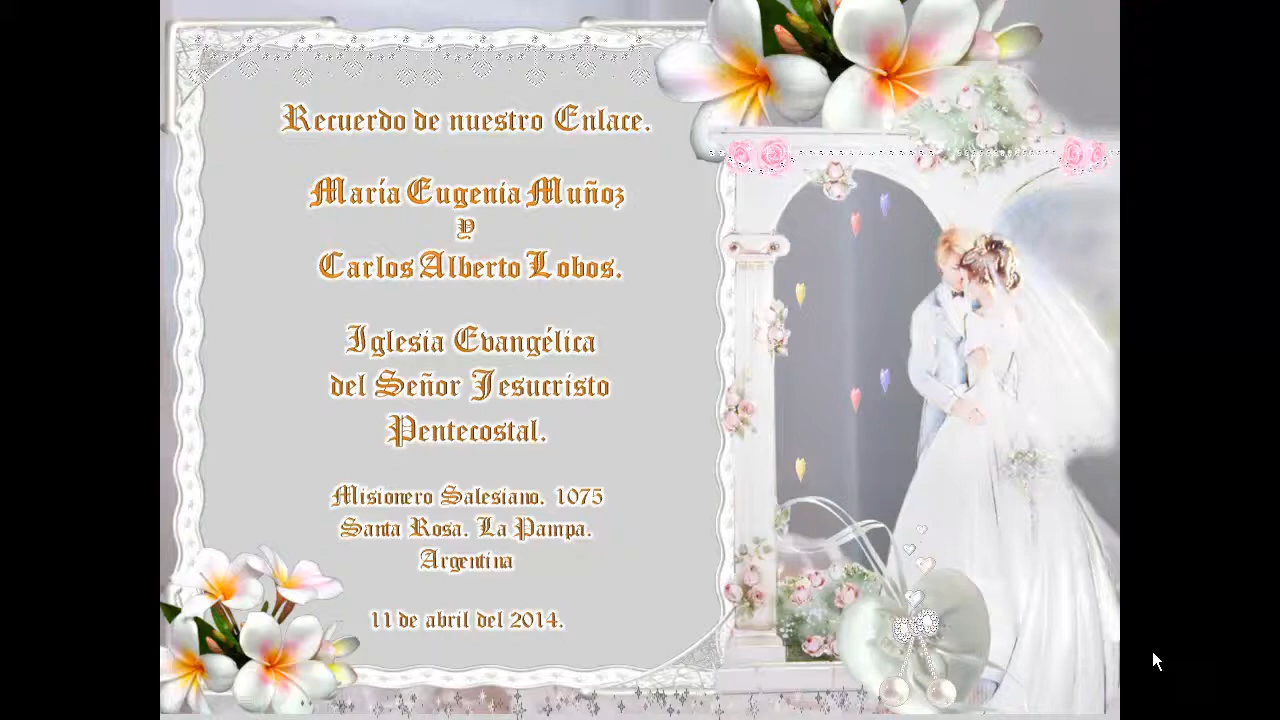 Recuerdo de nuestro Enlace.
María Eugenia Muñoz
Y
Carlos Alberto Lobos.
Iglesia Evangélica
del Señor Jesucristo
Pentecostal.
Misionero Salesiano. 1075
Santa Rosa. La Pampa.
Argentina
11 de abril del 2014.